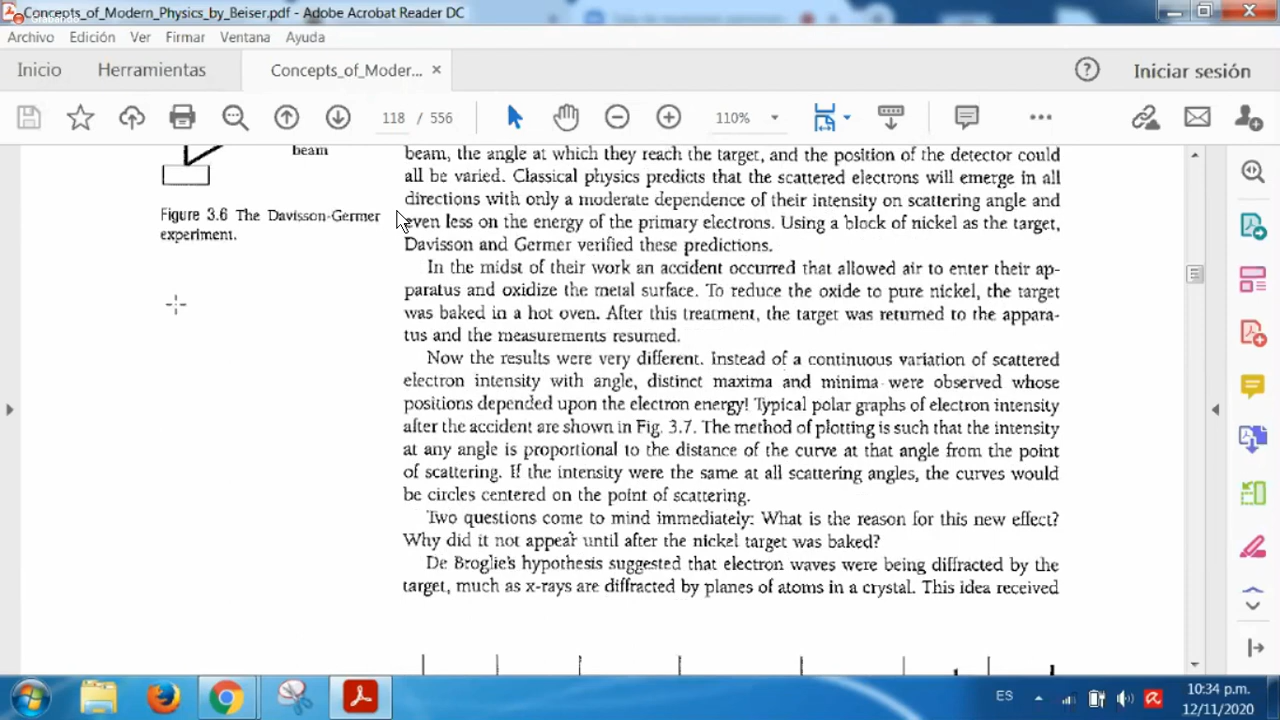 Concepts_of_Modern_Physics_by_Beiser.pdf - Adobe Acrobat Reader DC
Archivo Edición Ver Firmar Ventana Ayuda
Inicio Herramientas Concepts_of_Moder... × Iniciar sesión
118 / 556 110%
beam
Figure 3.6 The Davisson-Germer
experiment.
beam, the angle at which they reach the target, and the position of the detector could
all be varied. Classical physics predicts that the scattered electrons will emerge in all
directions with only a moderate dependence of their intensity on scattering angle and
even less on the energy of the primary electrons. Using a block of nickel as the target,
Davisson and Germer verified these predictions.
In the midst of their work an accident occurred that allowed air to enter their ap-
paratus and oxidize the metal surface. To reduce the oxide to pure nickel, the target
was baked in a hot oven. After this treatment, the target was returned to the appara-
tus and the measurements resumed.
Now the results were very different. Instead of a continuous variation of scattered
electron intensity with angle, distinct maxima and minima were observed whose
positions depended upon the electron energy! Typical polar graphs of electron intensity
after the accident are shown in Fig. 3.7. The method of plotting is such that the intensity
at any angle is proportional to the distance of the curve at that angle from the point
of scattering. If the intensity were the same at all scattering angles, the curves would
be circles centered on the point of scattering.
Two questions come to mind immediately: What is the reason for this new effect?
Why did it not appear until after the nickel target was baked?
De Broglie's hypothesis suggested that electron waves were being diffracted by the
target, much as x-rays are diffracted by planes of atoms in a crystal. This idea received
ES
10:34 p.m.
12/11/2020